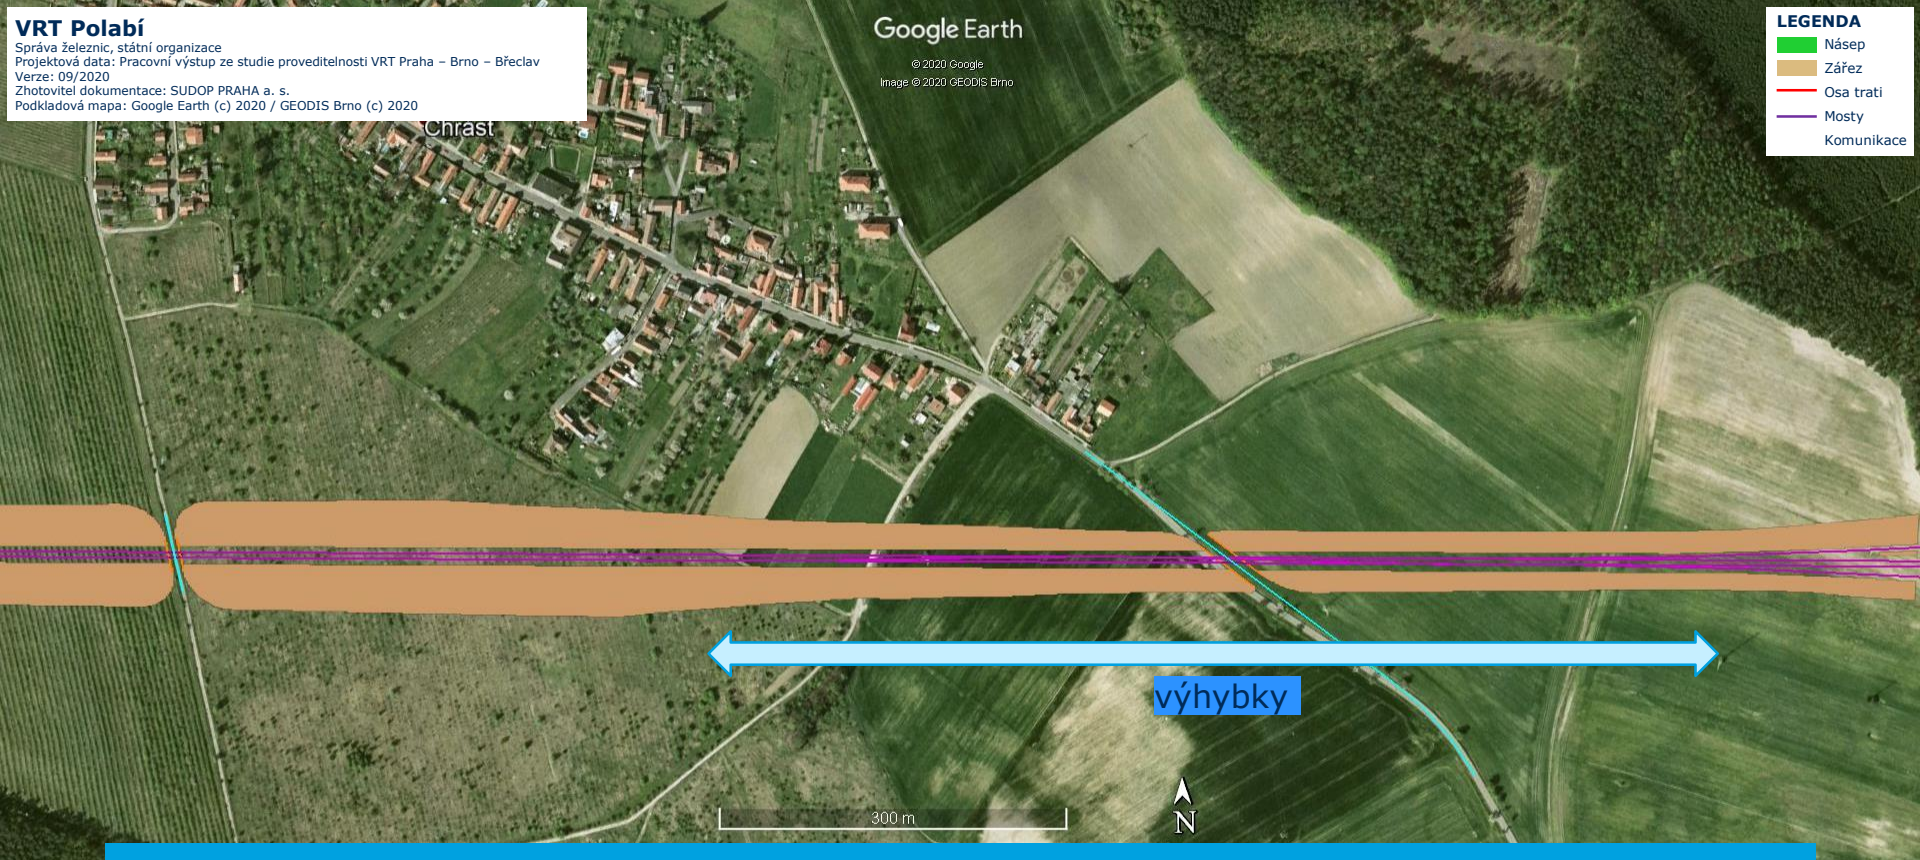 VRT Polabí
Správa železnic, státní organizace
Projektová data: Pracovní výstup ze studie proveditelnosti VRT Praha – Brno – Břeclav
Verze: 09/2020
Zhotovitel dokumentace: SUDOP PRAHA a. s.
Podkladová mapa: Google Earth (c) 2020 / GEODIS Brno (c) 2020
Google Earth
© 2020 Google
Image © 2020 GEODIS Brno
LEGENDA
Násep
Zářez
Osa trati
Mosty
Komunikace
Chrást
výhybky
300 m
N